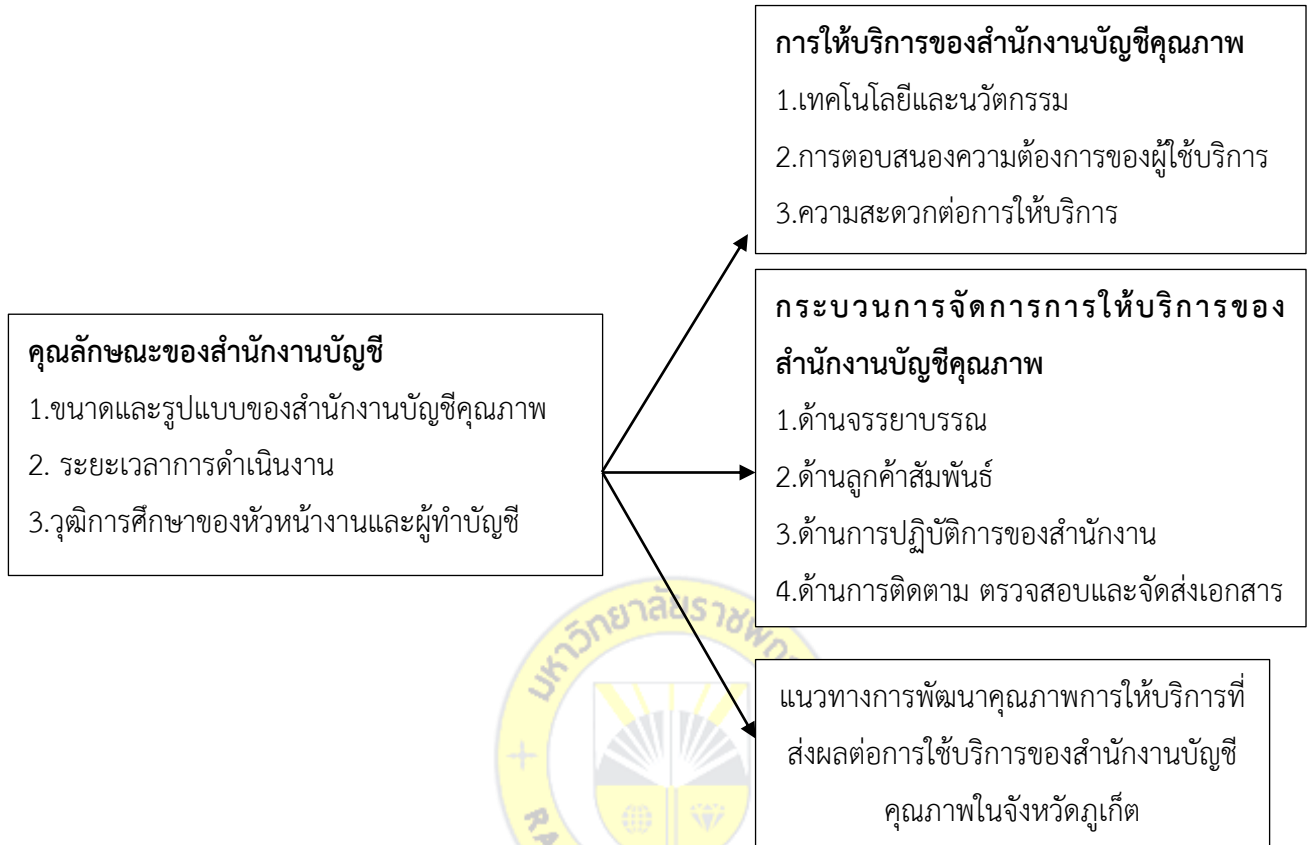 การให้บริการของสำนักงานบัญชีคุณภาพ
1.เทคโนโลยีและนวัตกรรม
2.การตอบสนองความต้องการของผู้ใช้บริการ
3.ความสะดวกต่อการให้บริการ
คุณลักษณะของสำนักงานบัญชี
1.ขนาดและรูปแบบของสำนักงานบัญชีคุณภาพ
2. ระยะเวลาการดำเนินงาน
3.วุฒิการศึกษาของหัวหน้างานและผู้ทำบัญชี
กระบวนการจัดการการให้บริการของ
สำนักงานบัญชีคุณภาพ
1.ด้านจรรยาบรรณ
2.ด้านลูกค้าสัมพันธ์
3.ด้านการปฏิบัติการของสำนักงาน
4.ด้านการติดตาม ตรวจสอบและจัดส่งเอกสาร
แนวทางการพัฒนาคุณภาพการให้บริการที่
ส่งผลต่อการใช้บริการของสำนักงานบัญชี
คุณภาพในจังหวัดภูเก็ต